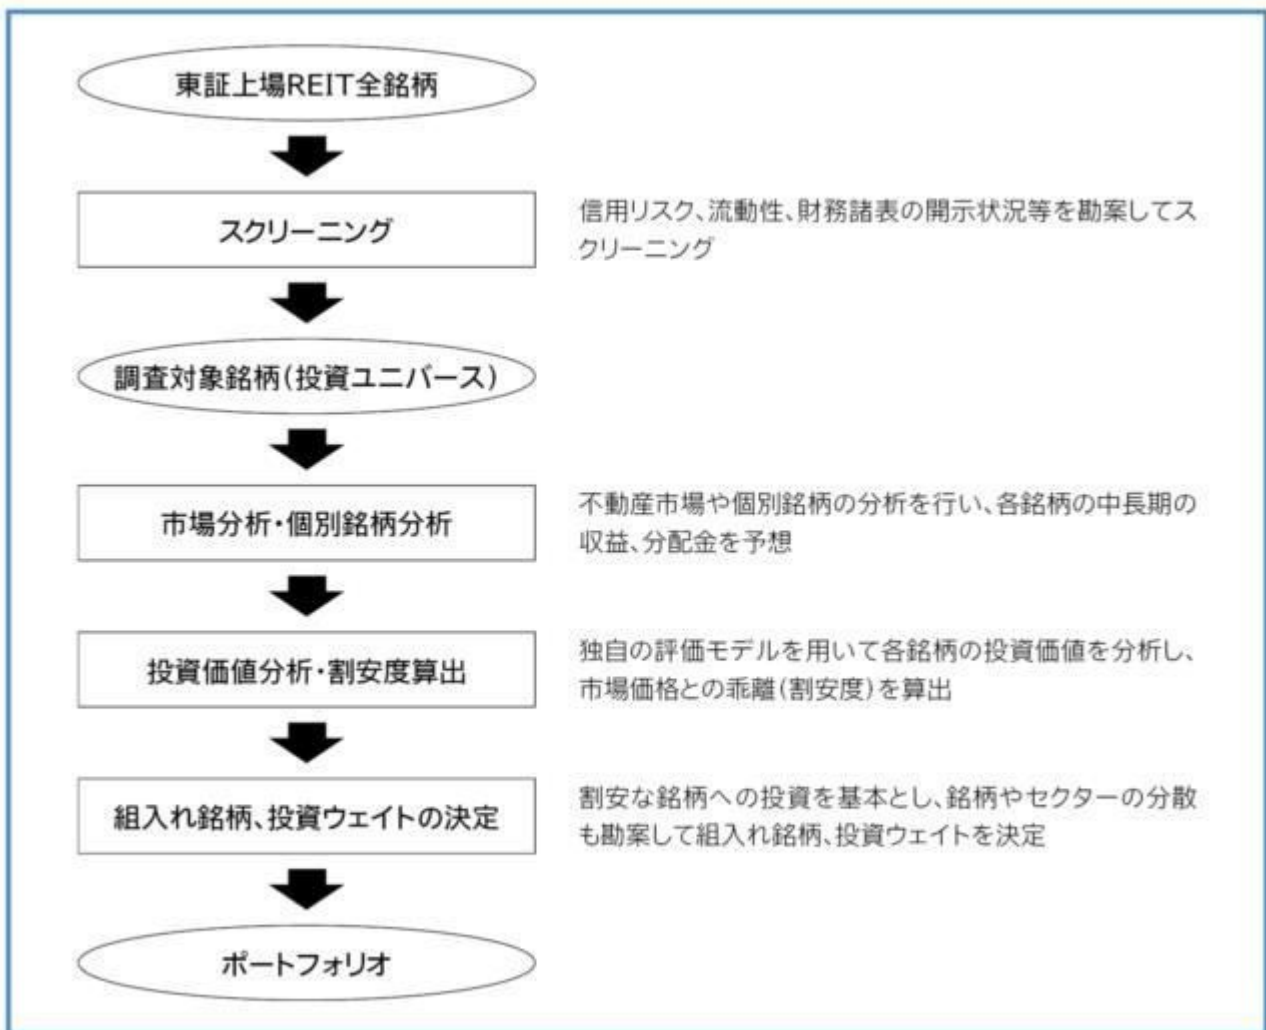 東証上場REIT全銘柄
スクリーニング
信用リスク、流動性、財務諸表の開示状況等を勘案してス
クリーニング
調査対象銘柄(投資ユニバース)
市場分析・個別銘柄分析
不動産市場や個別銘柄の分析を行い、各銘柄の中長期の
収益、分配金を予想
投資価値分析・割安度算出
独自の評価モデルを用いて各銘柄の投資価値を分析し、
市場価格との乖離(割安度)を算出
組入れ銘柄、投資ウェイトの決定
割安な銘柄への投資を基本とし、銘柄やセクターの分散
も勘案して組入れ銘柄、投資ウェイトを決定
ポートフォリオ